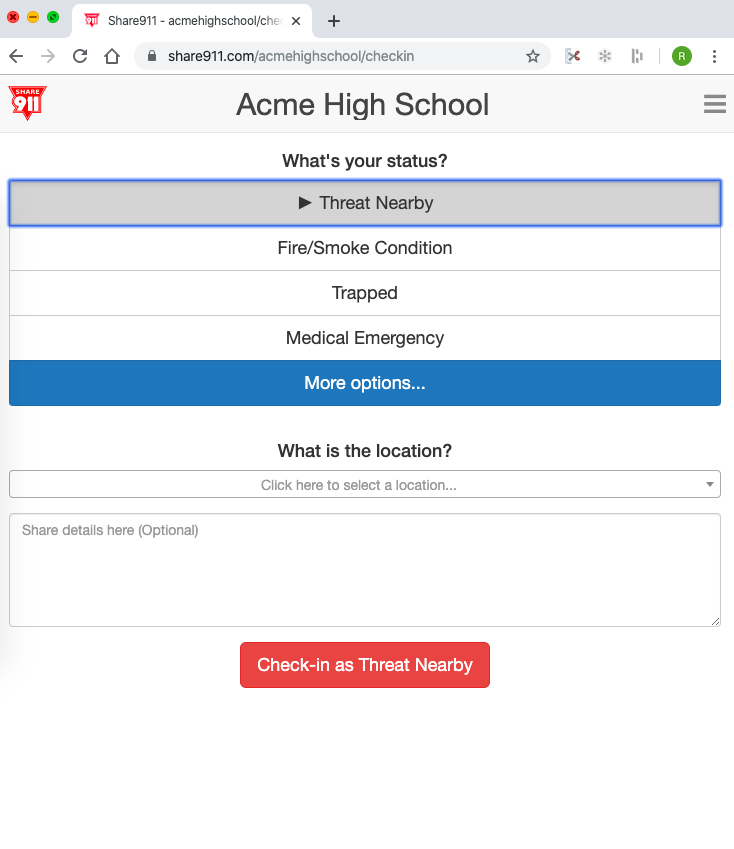 Share911 - acmehighschool/chec
share911.com/acmehighschool/checkin
R
SHARE
911
Acme High School
What's your status?
► Threat Nearby
Fire/Smoke Condition
Trapped
Medical Emergency
More options...
What is the location?
Click here to select a location...
Share details here (Optional)
Check-in as Threat Nearby